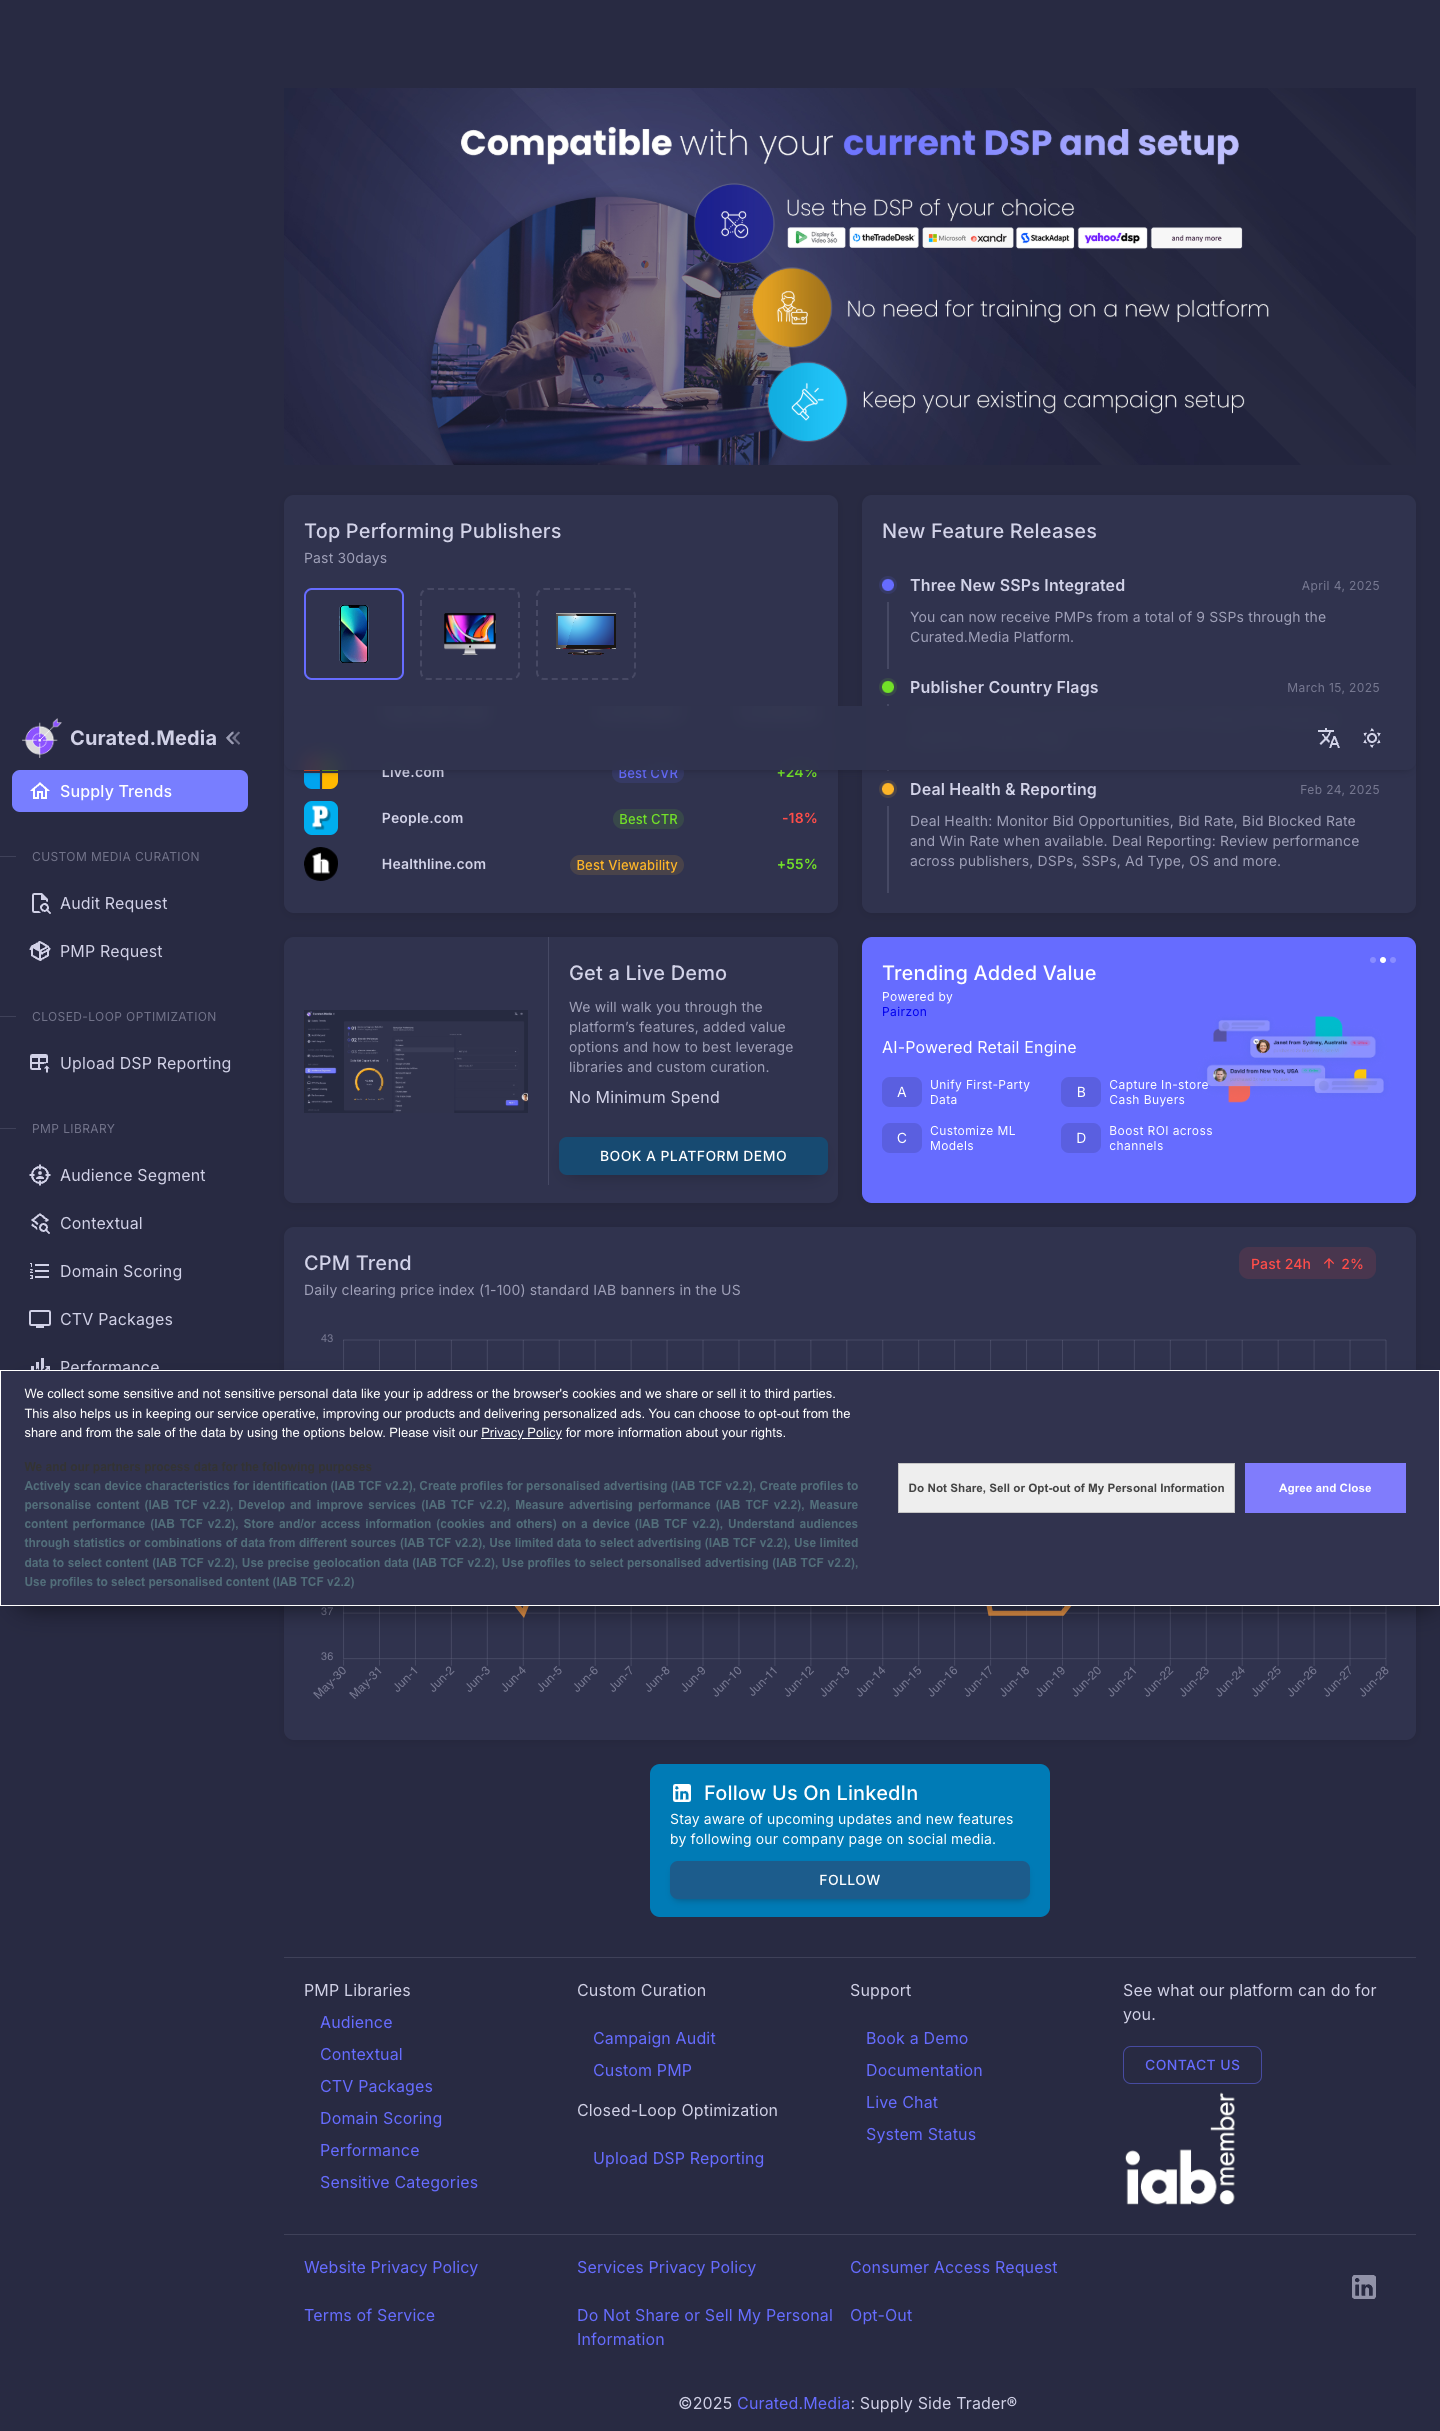 Compatible with your current DSP and setup
Use the DSP of your choice
Display & Video 360
theTradeDesk
Microsoft xandr
StackAdapt
yahoo! dsp
and many more
No need for training on a new platform
Keep your existing campaign setup
Top Performing Publishers
Past 30days
Live.com
Best CVR
+24%
People.com
Best CTR
-18%
Healthline.com
Best Viewability
+55%
New Feature Releases
Three New SSPs Integrated
April 4, 2025
You can now receive PMPs from a total of 9 SSPs through the
Curated.Media Platform.
Publisher Country Flags
March 15, 2025
Deal Health & Reporting
Feb 24, 2025
Deal Health: Monitor Bid Opportunities, Bid Rate, Bid Blocked Rate
and Win Rate when available. Deal Reporting: Review performance
across publishers, DSPs, SSPs, Ad Type, OS and more.
Curated.Media
Supply Trends
CUSTOM MEDIA CURATION
Audit Request
PMP Request
CLOSED-LOOP OPTIMIZATION
Upload DSP Reporting
PMP LIBRARY
Audience Segment
Contextual
Domain Scoring
CTV Packages
Performance
Get a Live Demo
We will walk you through the
platform's features, added value
options and how to best leverage
libraries and custom curation.
No Minimum Spend
BOOK A PLATFORM DEMO
Trending Added Value
Powered by
Pairzon
AI-Powered Retail Engine
A
Unify First-Party
Data
B
Capture In-store
Cash Buyers
C
Customize ML
Models
D
Boost ROI across
channels
Janet from Sydney, Australia
David from New York, USA
CPM Trend
Daily clearing price index (1-100) standard IAB banners in the US
Past 24h ↑ 2%
43
We collect some sensitive and not sensitive personal data like your ip address or the browser's cookies and we share or sell it to third parties.
This also helps us in keeping our service operative, improving our products and delivering personalized ads. You can choose to opt-out from the
share and from the sale of the data by using the options below. Please visit our Privacy Policy for more information about your rights.
Actively scan device characteristics for identification (IAB TCF v2.2), Create profiles for personalised advertising (IAB TCF v2.2), Create profiles to
personalise content (IAB TCF v2.2), Develop and improve services (IAB TCF v2.2), Measure advertising performance (IAB TCF v2.2), Measure
content performance (IAB TCF v2.2), Store and/or access information (cookies and others) on a device (IAB TCF v2.2), Understand audiences
through statistics or combinations of data from different sources (IAB TCF v2.2), Use limited data to select advertising (IAB TCF v2.2), Use limited
data to select content (IAB TCF v2.2), Use precise geolocation data (IAB TCF v2.2), Use profiles to select personalised advertising (IAB TCF v2.2),
Use profiles to select personalised content (IAB TCF v2.2)
Do Not Share, Sell or Opt-out of My Personal Information
Agree and Close
37
36
May-30 May-31 Jun-1 Jun-2 Jun-3 Jun-4 Jun-5 Jun-6 Jun-7 Jun-8 Jun-9 Jun-10 Jun-11 Jun-12 Jun-13 Jun-14 Jun-15 Jun-16 Jun-17 Jun-18 Jun-19 Jun-20 Jun-21 Jun-22 Jun-23 Jun-24 Jun-25 Jun-26 Jun-27 Jun-28
Follow Us On LinkedIn
Stay aware of upcoming updates and new features
by following our company page on social media.
FOLLOW
PMP Libraries
Audience
Contextual
CTV Packages
Domain Scoring
Performance
Sensitive Categories
Custom Curation
Campaign Audit
Custom PMP
Closed-Loop Optimization
Upload DSP Reporting
Support
Book a Demo
Documentation
Live Chat
System Status
See what our platform can do for
you.
CONTACT US
iab. member
Website Privacy Policy
Services Privacy Policy
Consumer Access Request
Terms of Service
Do Not Share or Sell My Personal
Information
Opt-Out
©2025 Curated.Media: Supply Side Trader®